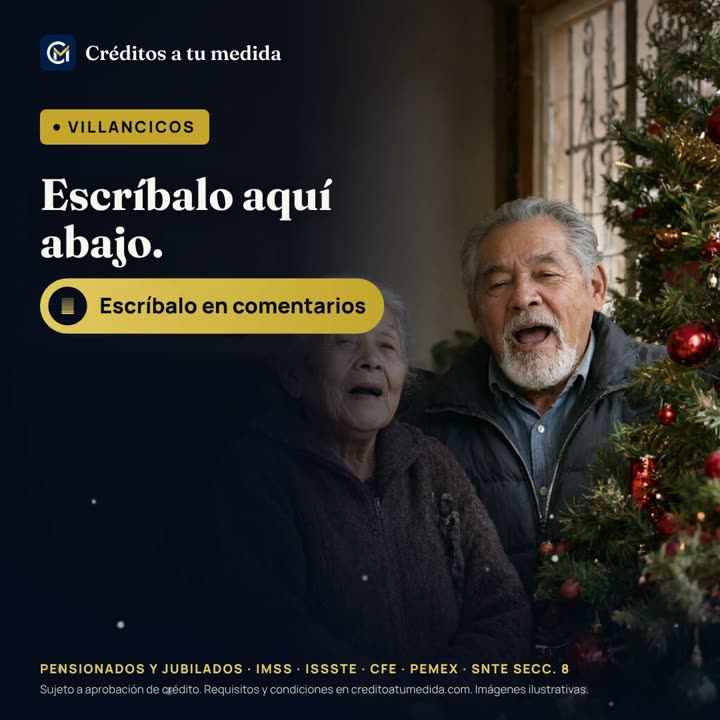 Créditos a tu medida
• VILLANCICOS
Escríbalo aquí
abajo.
Escríbalo en comentarios
PENSIONADOS Y JUBILADOS · IMSS · ISSSTE · CFE · PEMEX · SNTE SECC. 8
Sujeto a aprobación de crédito. Requisitos y condiciones en creditoatumedida.com. Imágenes ilustrativas.